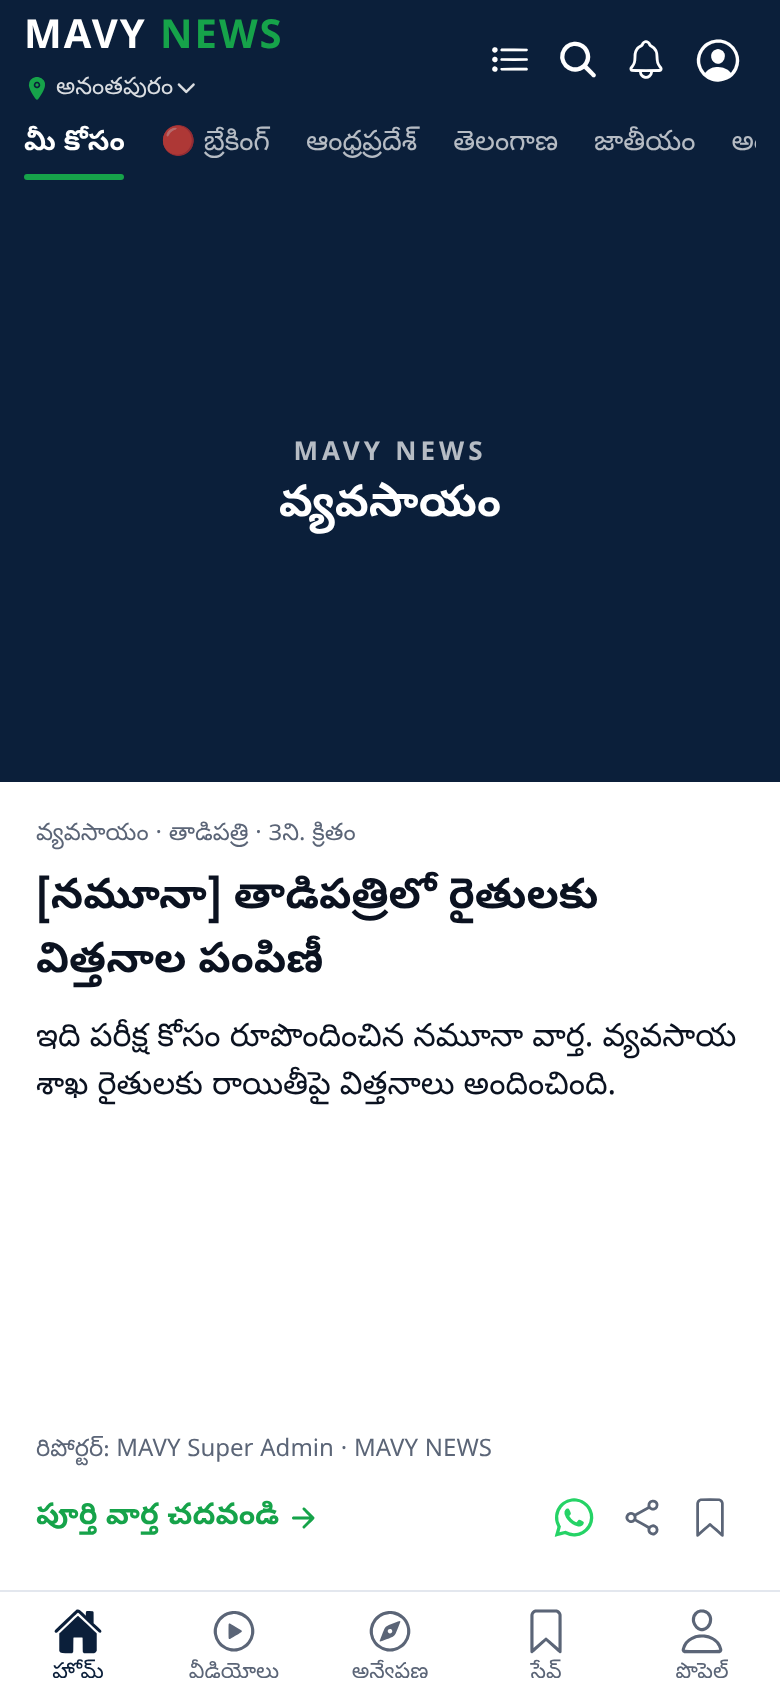 MAVY NEWS
అనంతపురం
మీ కోసం బ్రేకింగ్ ఆంధ్రప్రదేశ్ తెలంగాణ జాతీయం
MAVY NEWS
వ్యవసాయం
వ్యవసాయం · తాడిపత్రి · 3ని. క్రితం
[నమూనా] తాడిపత్రిలో రైతులకు
విత్తనాల పంపిణీ
ఇది పరీక్ష కోసం రూపొందించిన నమూనా వార్త. వ్యవసాయ
శాఖ రైతులకు రాయితీపై విత్తనాలు అందించింది.
రిపోర్టర్: MAVY Super Admin · MAVY NEWS
పూర్తి వార్త చదవండి →
హోమ్ వీడియోలు అన్వేషణ సేవ్